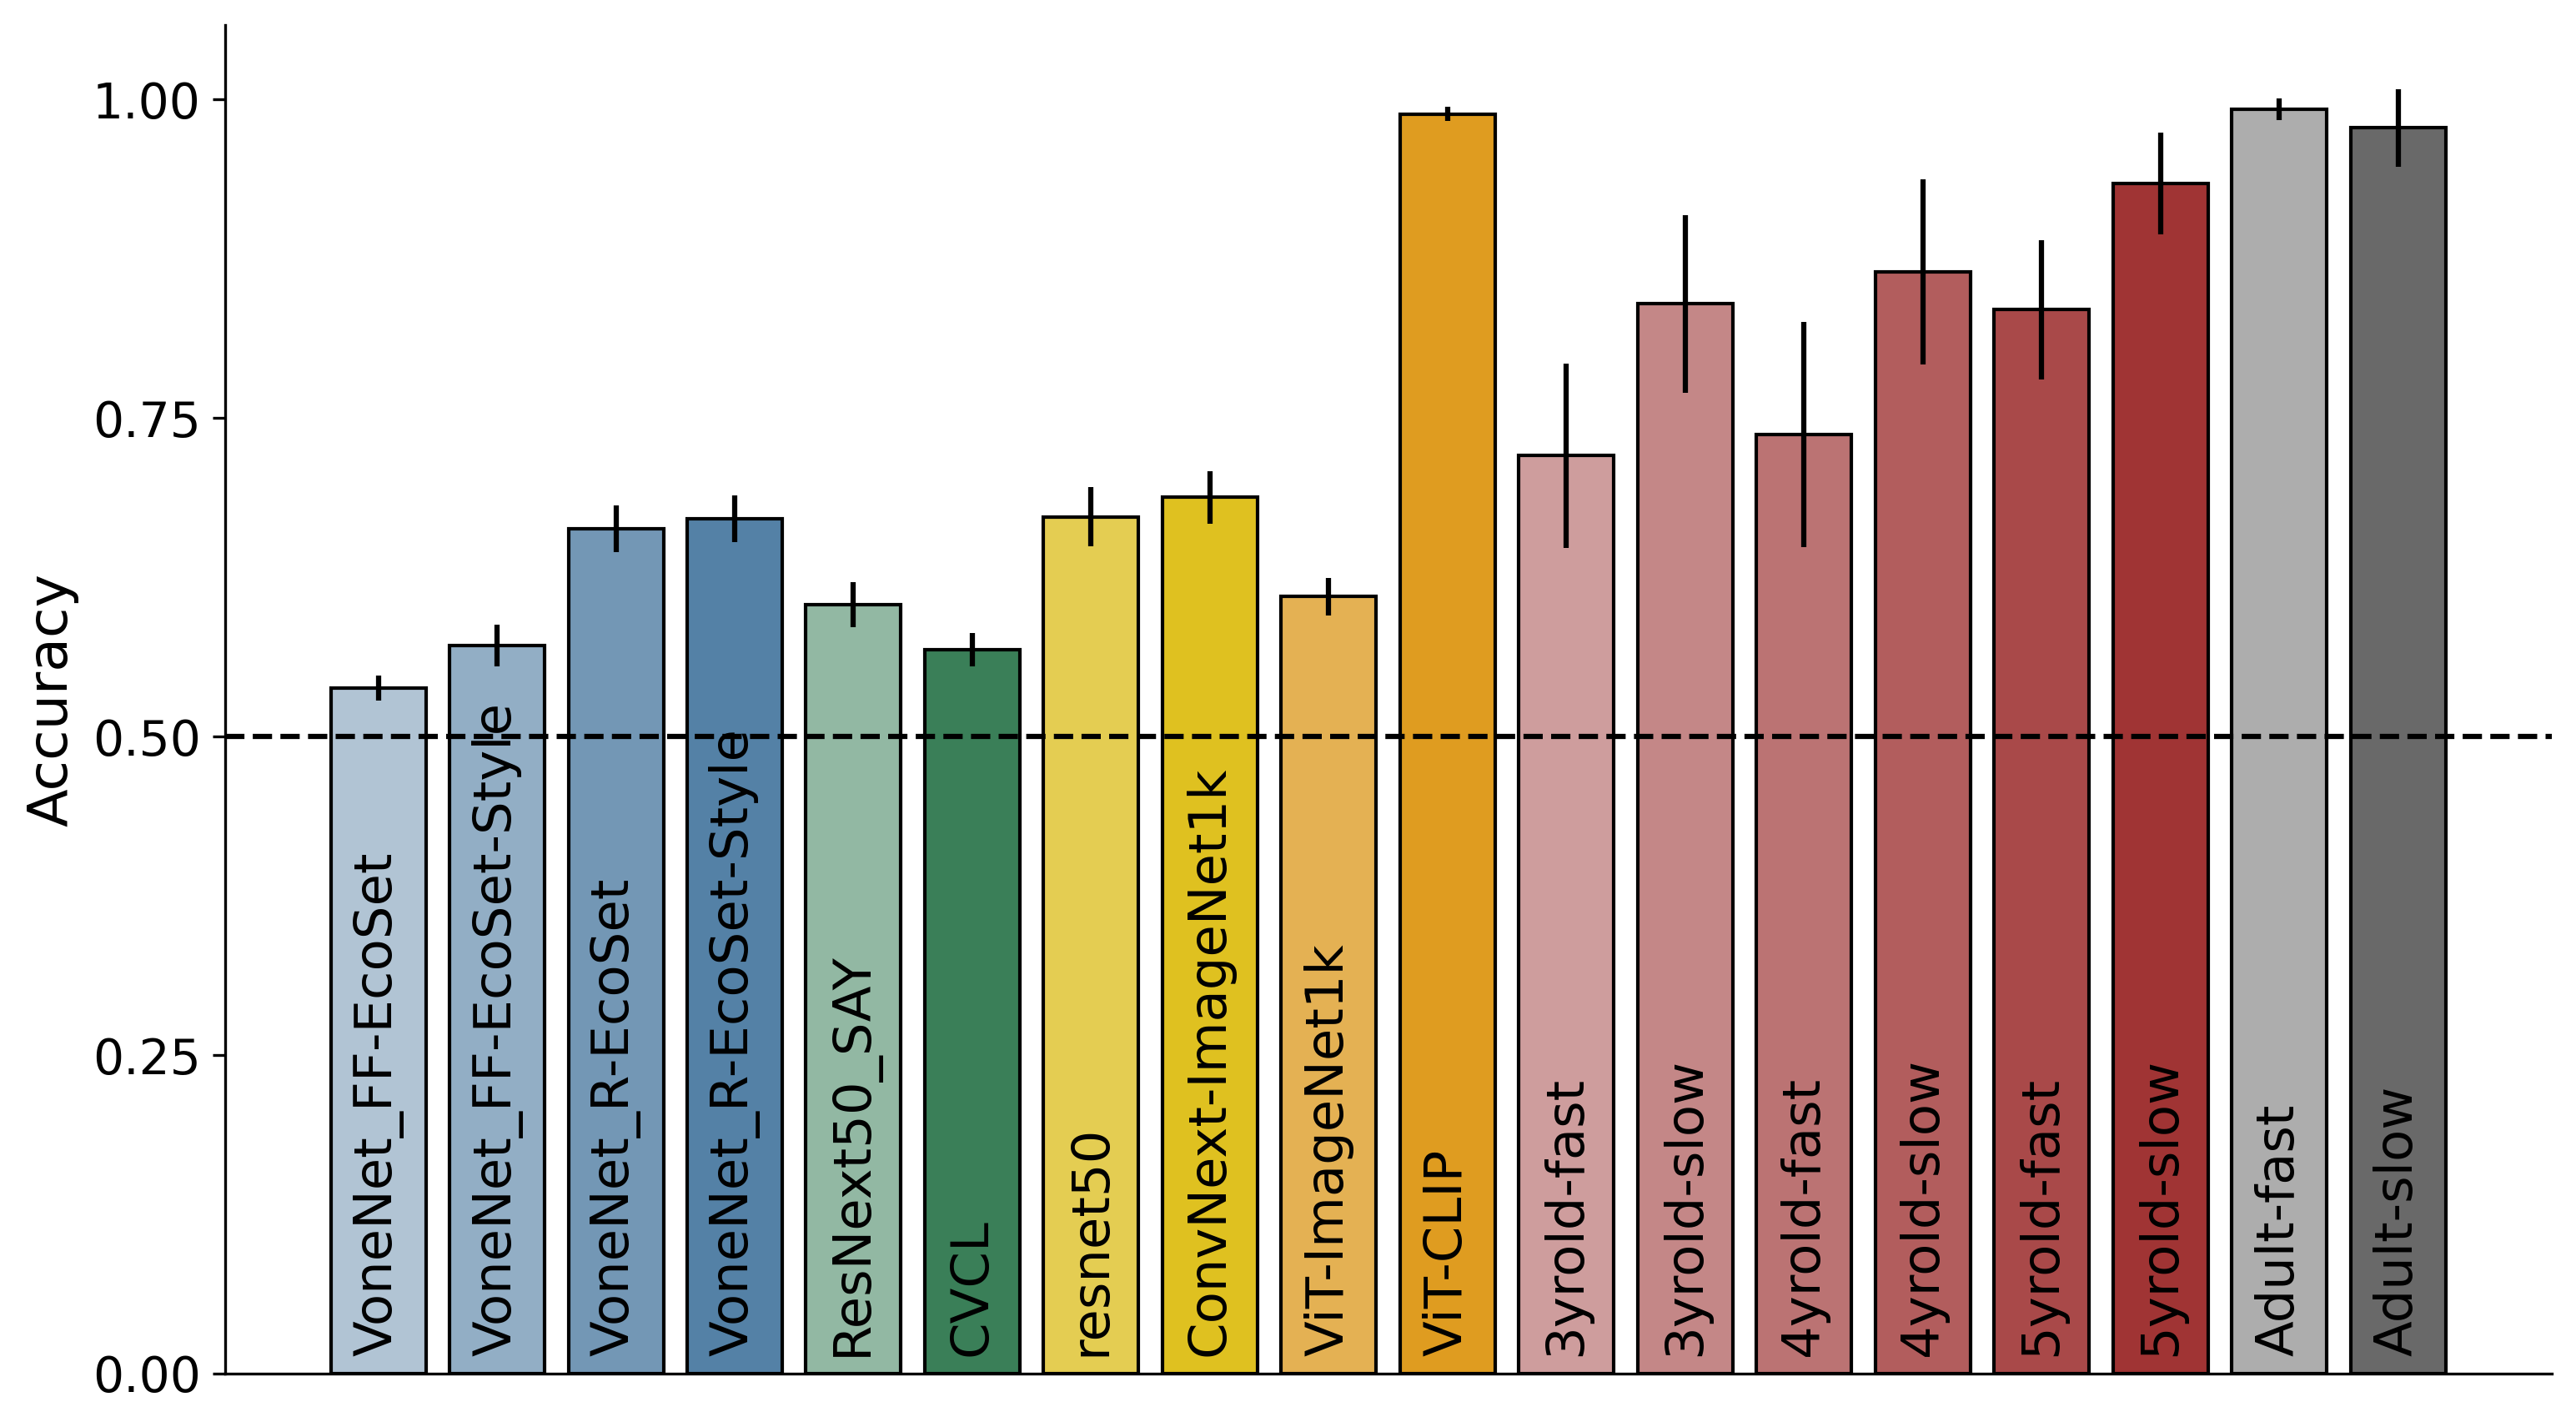 Accuracy
1.00
0.75
0.50
0.25
0.00
VoneNet_FF-EcoSet
VoneNet_FF-EcoSet-Style
VoneNet_R-EcoSet
VoneNet_R-EcoSet-Style
ResNext50_SAY
CVCL
resnet50
ConvNext-ImageNet1k
ViT-ImageNet1k
ViT-CLIP
3yrold-fast
3yrold-slow
4yrold-fast
4yrold-slow
5yrold-fast
5yrold-slow
Adult-fast
Adult-slow